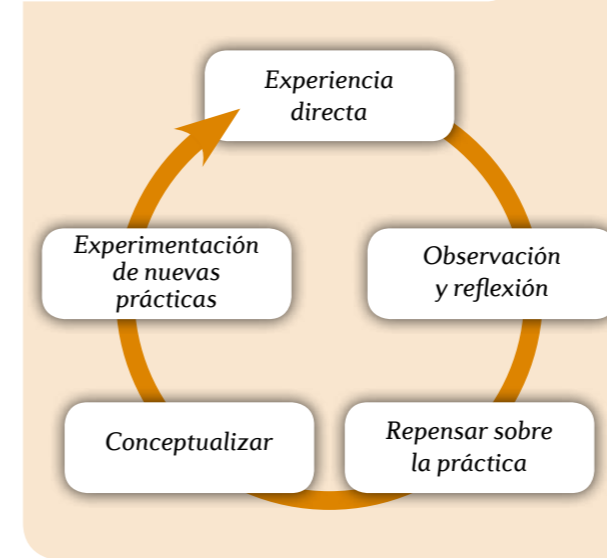 Experiencia
directa
Observación
y reflexión
Repensar sobre
la práctica
Conceptualizar
Experimentación
de nuevas
prácticas